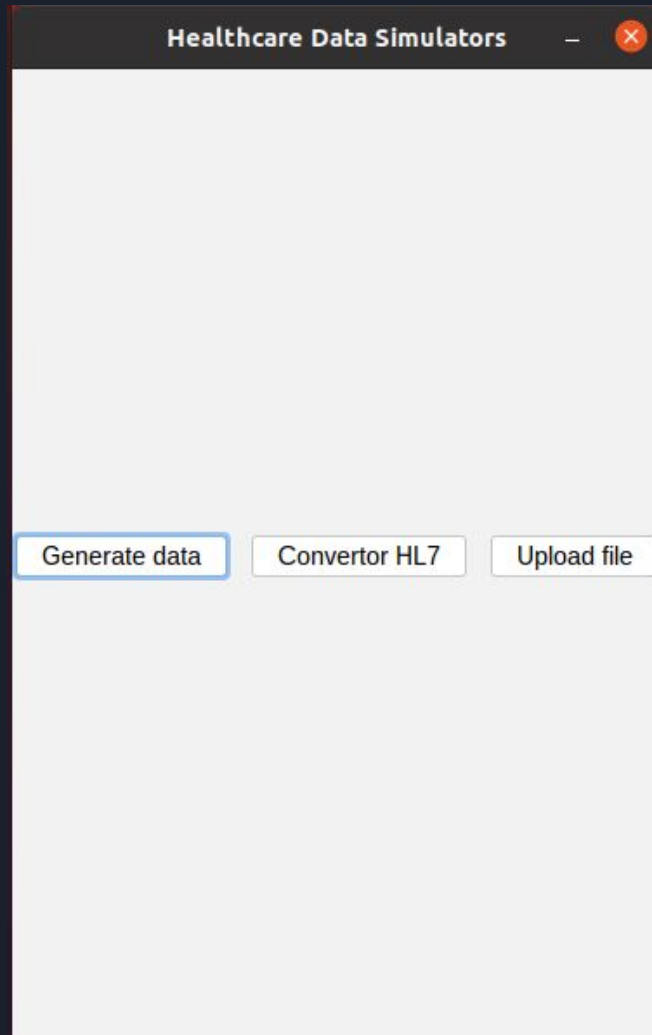 Healthcare Data Simulators
Generate data Convertor HL7 Upload file